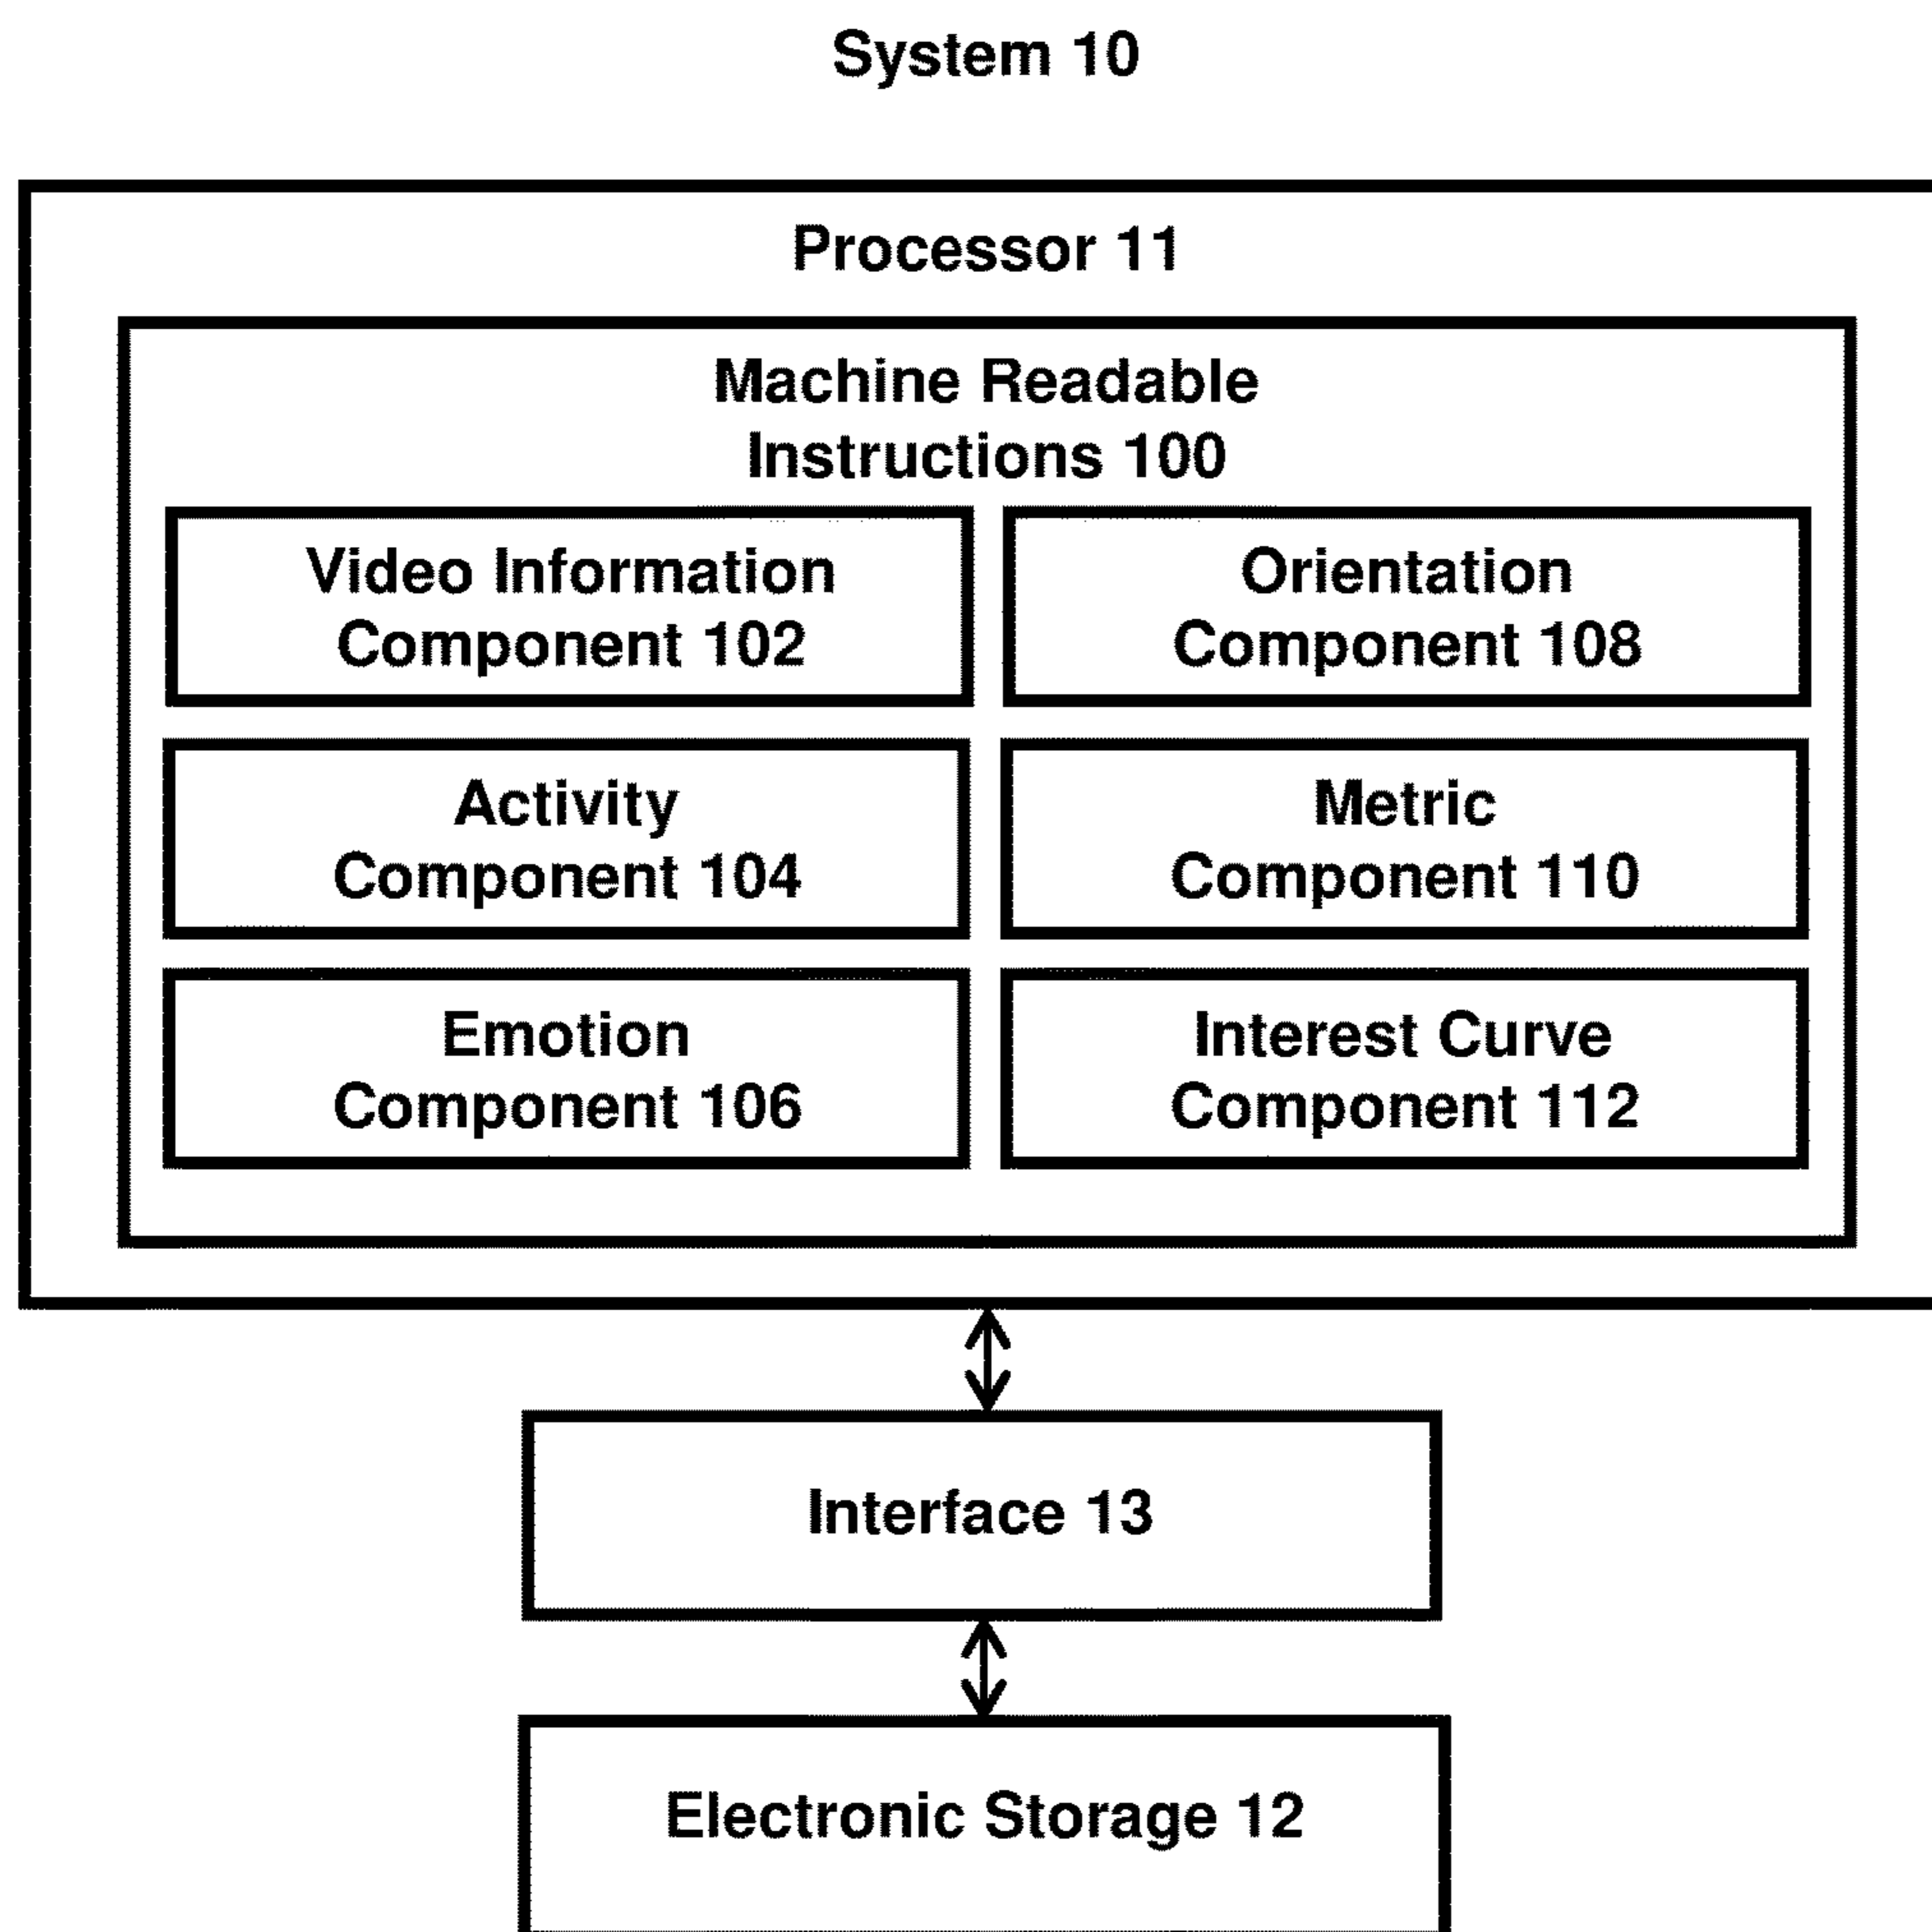 System 10
Processor 11
Machine Readable
Instructions 100
Video Information
Component 102
Orientation
Component 108
Activity
Component 104
Metric
Component 110
Emotion
Component 106
Interest Curve
Component 112
Interface 13
Electronic Storage 12